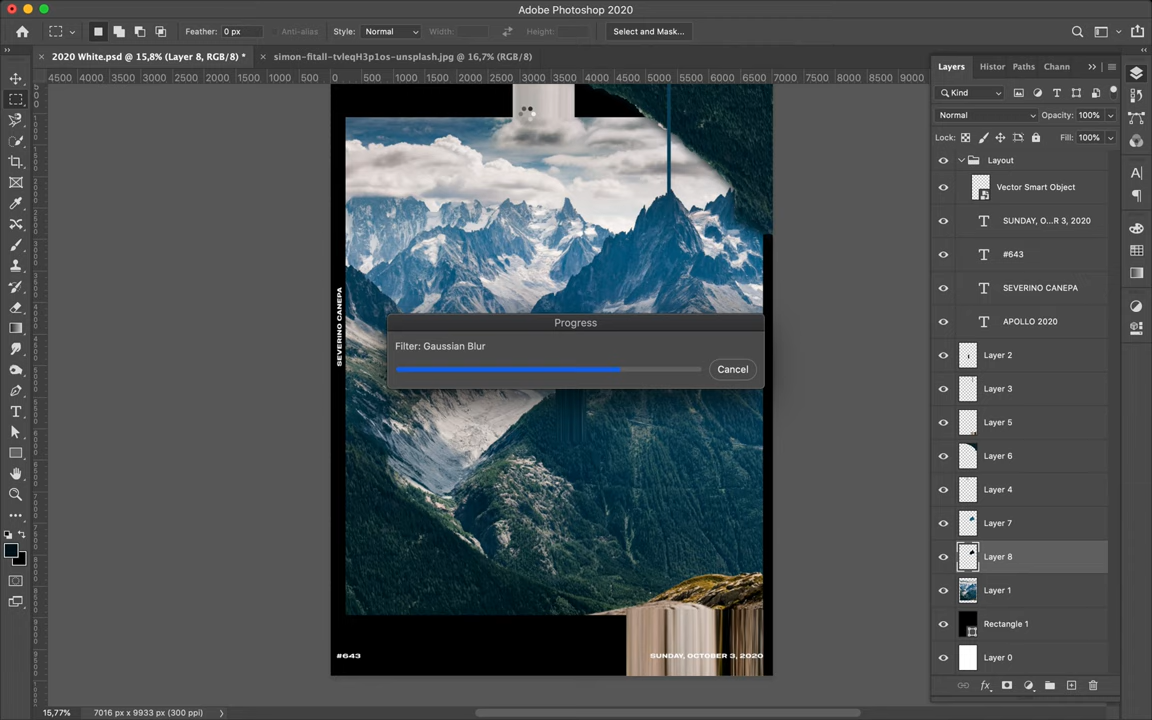 Adobe Photoshop 2020
Feather: 0 px
Anti-alias
Style: Normal
Width:
Height:
Select and Mask...
2020 White.psd @ 15,8% (Layer 8, RGB/8) *
simon-fitall-tvleqH3p1os-unsplash.jpg @ 16,7% (RGB/8)
4500 4000 3500 3000 2500 2000 1500 1000 500 0 500 1000 1500 2000 2500 3000 3500 4000 4500 5000 5500 6000 6500 7000 7500 8000 8500 9000
Layers Histor Paths Chann
Kind
Normal
Opacity: 100%
Lock:
Fill: 100%
Layout
Vector Smart Object
SUNDAY, O...R 3, 2020
#643
SEVERINO CANEPA
APOLLO 2020
Layer 2
Layer 3
Layer 5
Layer 6
Layer 4
Layer 7
Layer 8
Layer 1
Rectangle 1
Layer 0
SEVERINO CANEPA
Progress
Filter: Gaussian Blur
Cancel
#643
SUNDAY, OCTOBER 3, 2020
15,77%
7016 px x 9933 px (300 ppi)